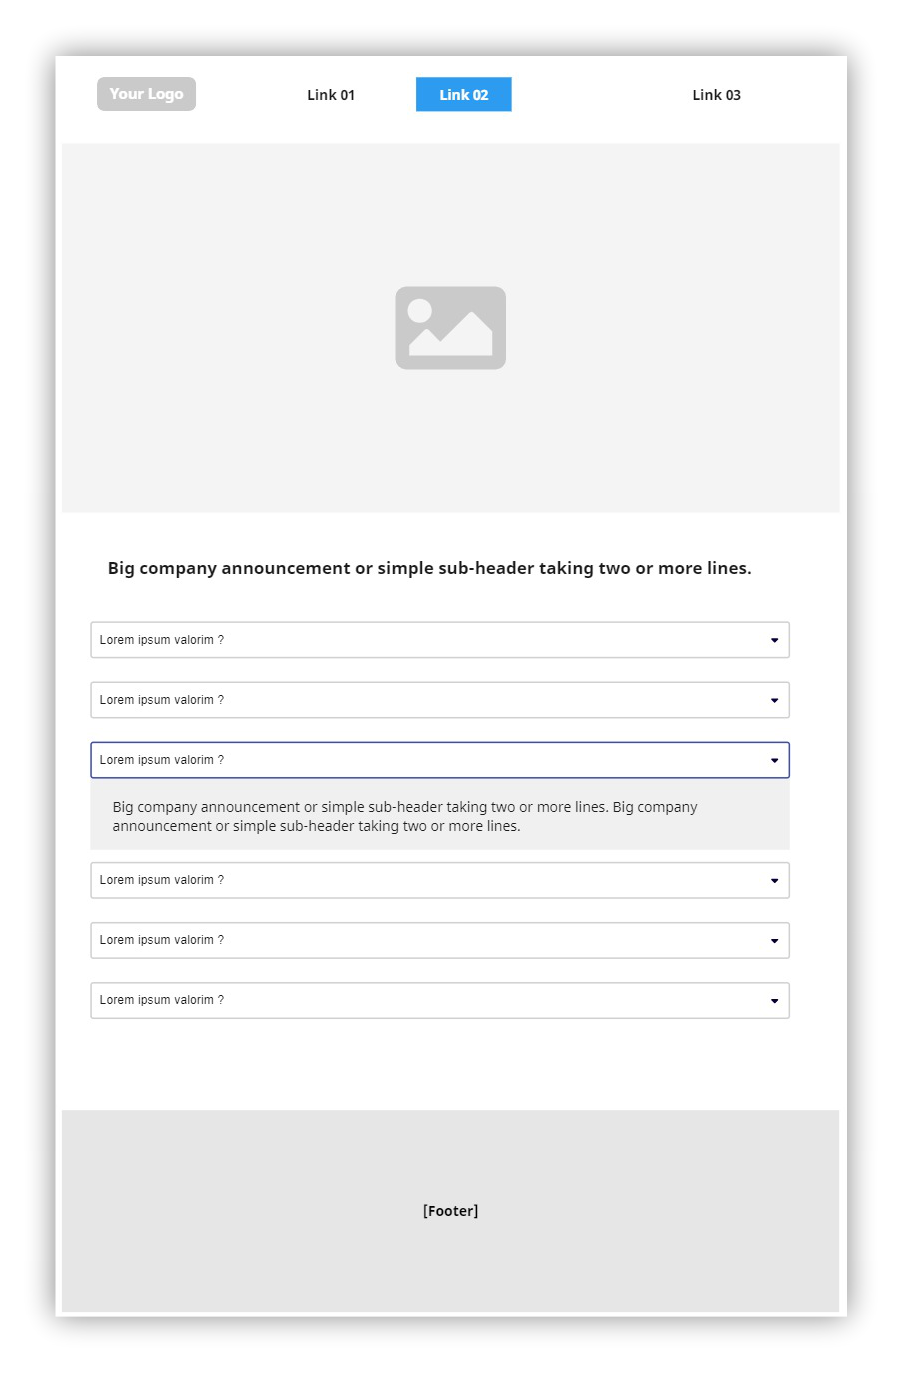 Your Logo
Link 01
Link 02
Link 03
Big company announcement or simple sub-header taking two or more lines.
Lorem ipsum valorim ?
Lorem ipsum valorim ?
Lorem ipsum valorim ?
Big company announcement or simple sub-header taking two or more lines. Big company
announcement or simple sub-header taking two or more lines.
Lorem ipsum valorim ?
Lorem ipsum valorim ?
Lorem ipsum valorim ?
[Footer]